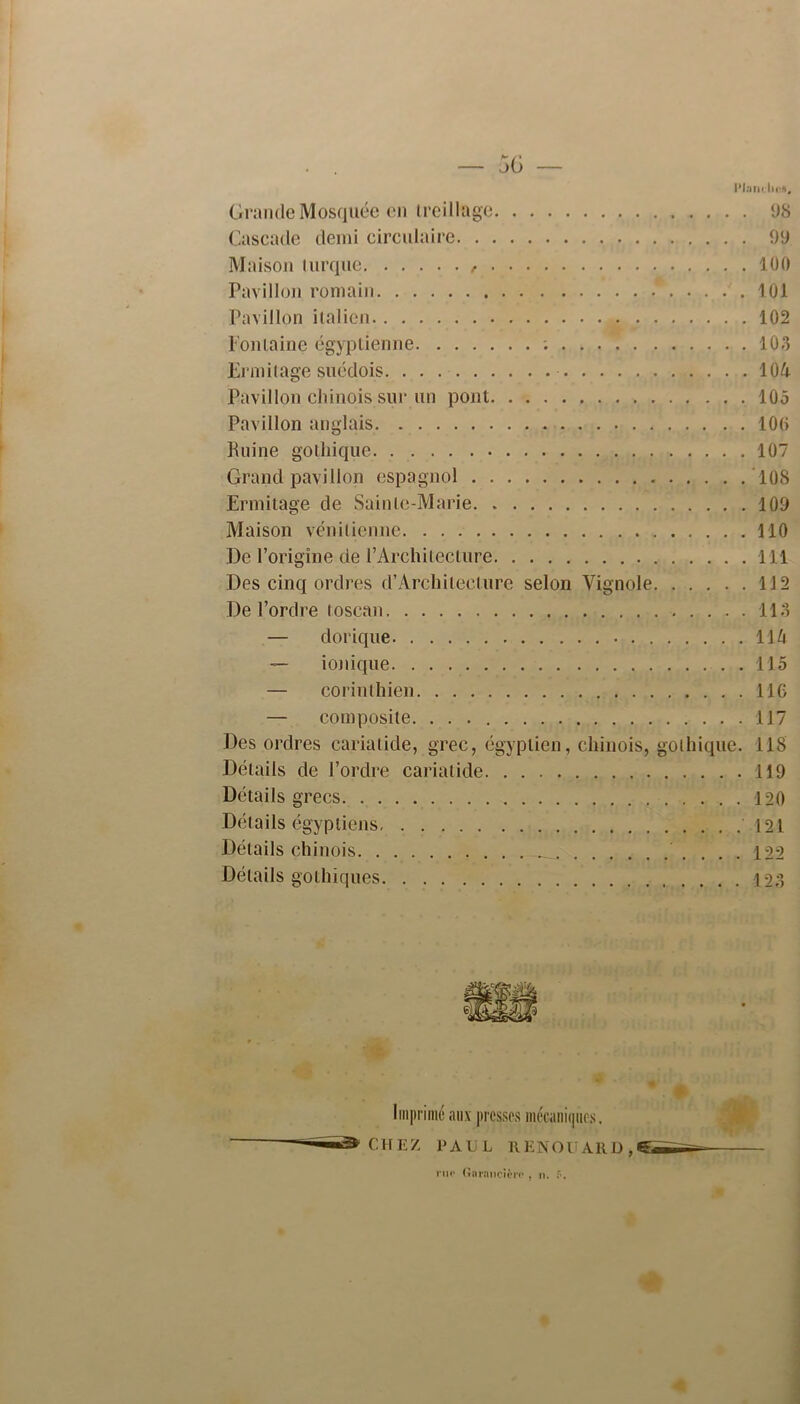 — 56 —
Planches.
Grande Mosquée en treillage. . . . . . . . . . . . . . 98
Cascade demi circulaire. . . . . . . . . . . . . . . . . 99
Maison turque. . . . . . . . . . . . . . . . . . . . . . 100
Pavillon romain. . . . . . . . . . . . . . . . . . . . . 101
Pavillon italien. . . . . . . . . . . . . . . . . . . . . 102
Fontaine égyptienne. . . . . . . . . . . . . . . . . . . 103
Ermitage suédois. . . . . . . . . . . . . . . . . . . . . 104
Pavillon chinois sur un pont. . . . . . . . . . . . . . . 105
Pavillon anglais. . . . . . . . . . . . . . . . . . . . . 106
Ruine gothique. . . . . . . . . . . . . . . . . . . . . . 107
Grand pavillon espagnol . . . . . . . . . . . . . . . . . 108
Ermitage de Sainte-Marie. . . . . . . . . . . . . . . . . 109
Maison vénitienne. . . . . . . . . . . . . . . . . . . . 110
De l'origine de l'Architecture. . . . . . . . . . . . . . 111
Des cinq ordres d'Architecture selon Vignole. . . . . . 112
De l'ordre toscan. . . . . . . . . . . . . . . . . . . . . 113
— dorique. . . . . . . . . . . . . . . . . . . . . 114
— ionique. . . . . . . . . . . . . . . . . . . . . 115
— corinthien. . . . . . . . . . . . . . . . . . . 116
— composite. . . . . . . . . . . . . . . . . . . 117
Des ordres cariatide, grec, égyptien, chinois, gothique. 118
Détails de l'ordre cariatide. . . . . . . . . . . . . . . 119
Détails grecs. . . . . . . . . . . . . . . . . . . . . . . 120
Détails égyptiens. . . . . . . . . . . . . . . . . . . . . 121
Détails chinois. . . . . . . . . . . . . . . . . . . . . . 122
Détails gothiques. . . . . . . . . . . . . . . . . . . . . 123
Imprimé aux presses mécaniques.
CHEZ PAUL RENOUARD,
rue Garancière, n. 5.